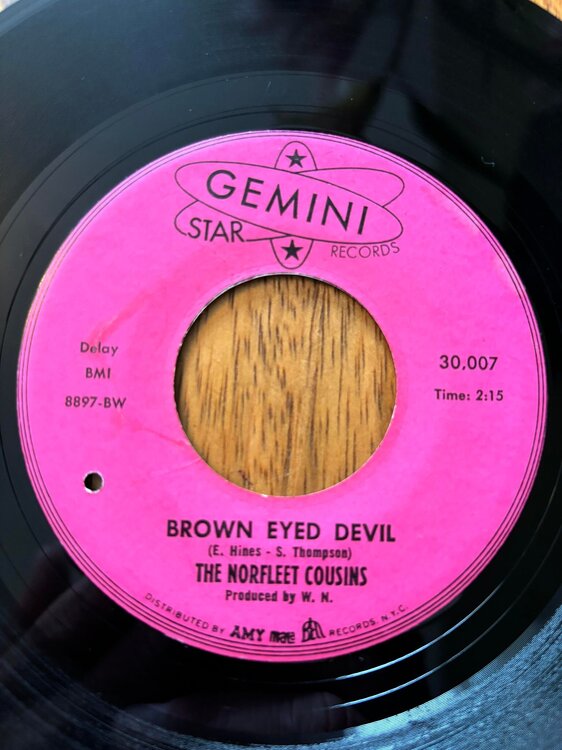 GEMINI
STAR
RECORDS
Delay
BMI
8897-BW
30,007
Time: 2:15
BROWN EYED DEVIL
(E. Hines - S. Thompson)
THE NORFLEET COUSINS
Produced by W. N.
DISTRIBUTED BY AMY mala BELL RECORDS, N.Y.C.